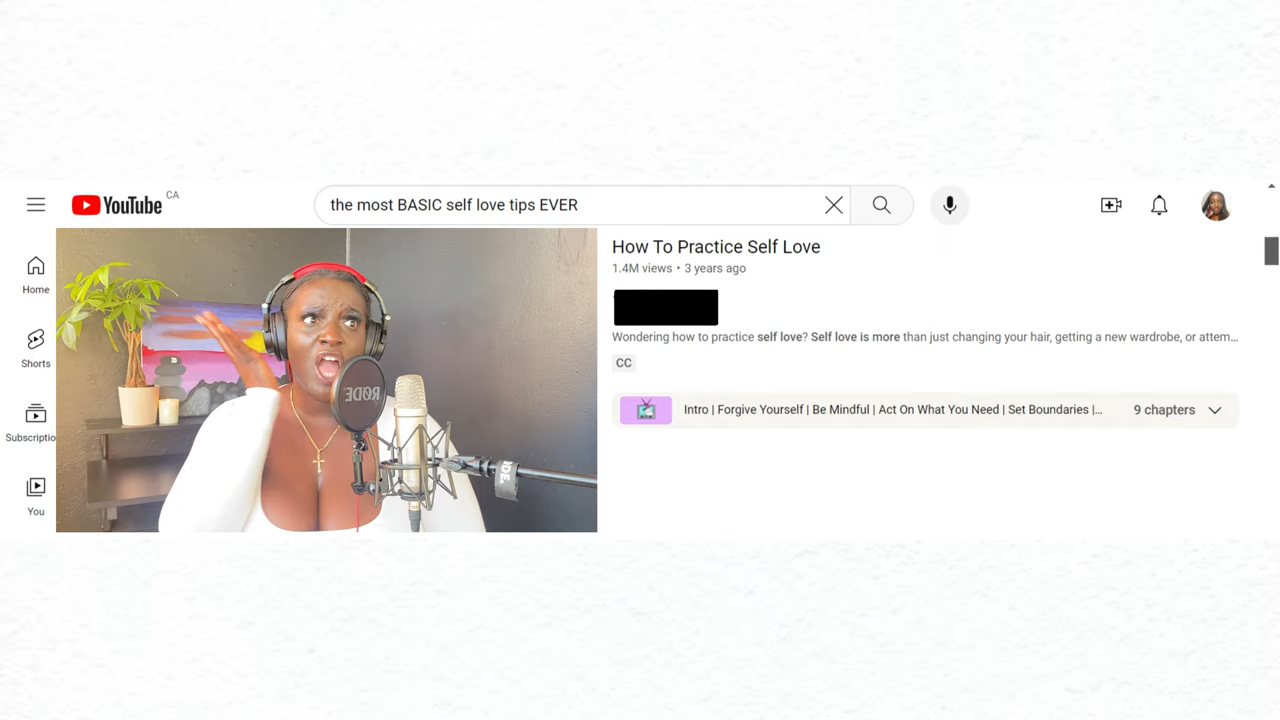 YouTube CA
the most BASIC self love tips EVER
Home
Shorts
Subscriptio
You
RØDE
RØDE.
How To Practice Self Love
1.4M views • 3 years ago
Wondering how to practice self love? Self love is more than just changing your hair, getting a new wardrobe, or attem...
CC
Intro | Forgive Yourself | Be Mindful | Act On What You Need | Set Boundaries |...
9 chapters